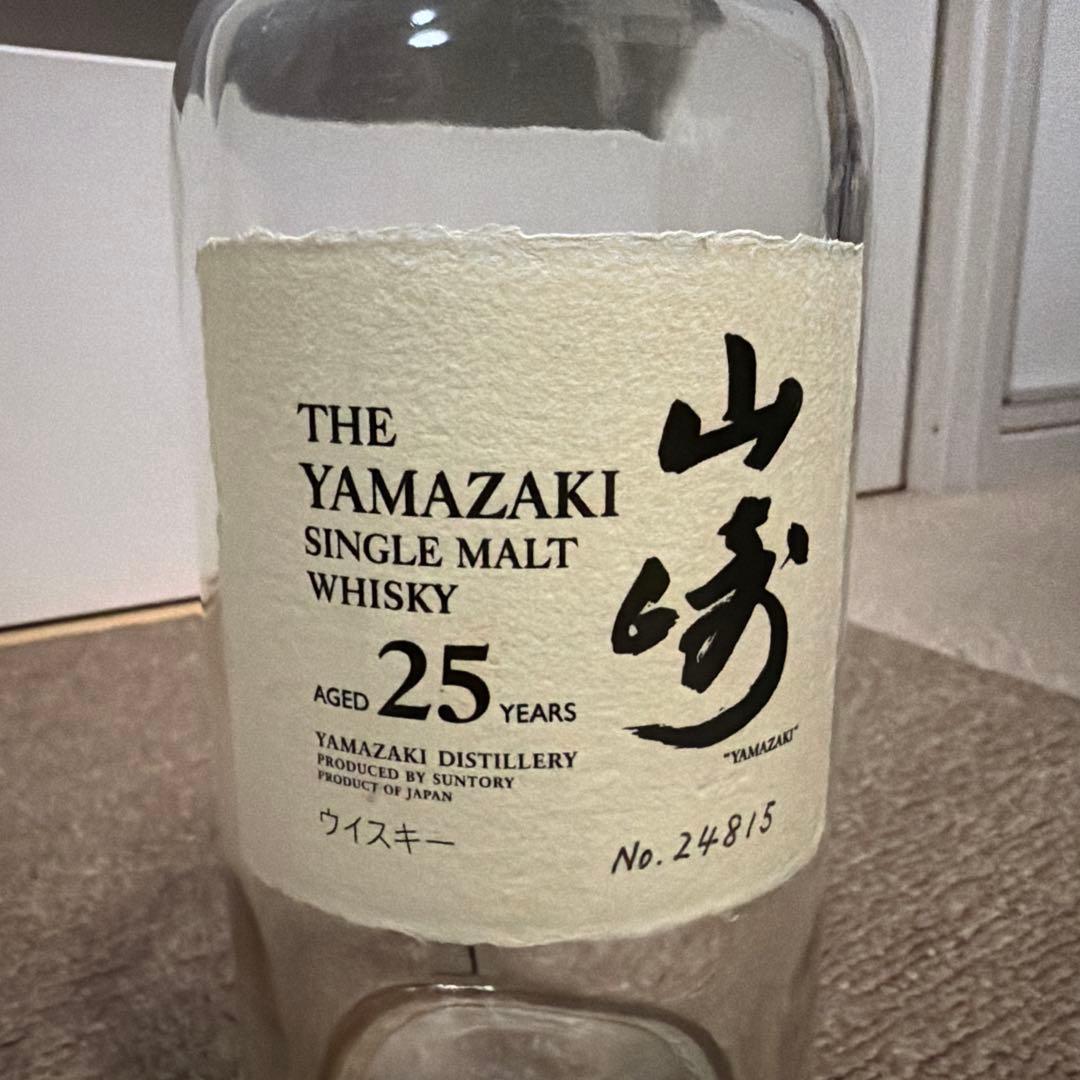 THE
YAMAZAKI
SINGLE MALT
WHISKY
AGED 25 YEARS
YAMAZAKI DISTILLERY
PRODUCED BY SUNTORY
PRODUCT OF JAPAN
ウイスキー
山崎
"YAMAZAKI"
No. 24815